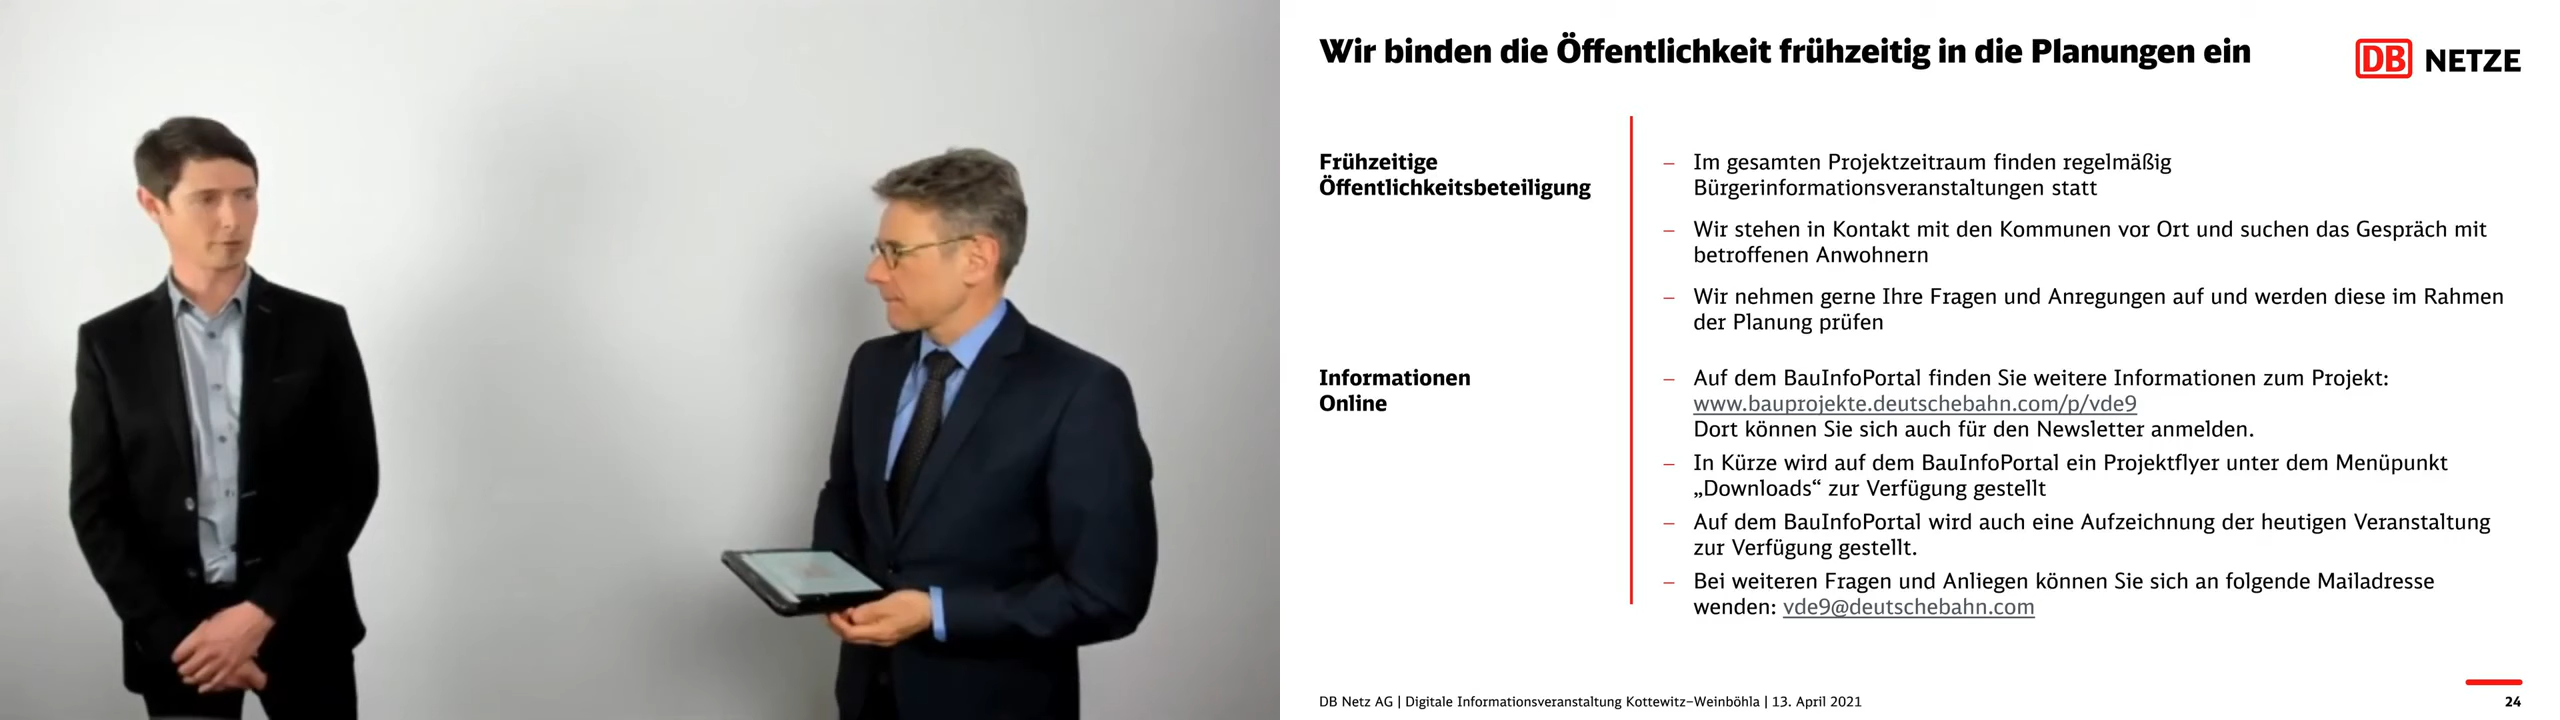 Wir binden die Öffentlichkeit frühzeitig in die Planungen ein
DB NETZE
Frühzeitige
Öffentlichkeitsbeteiligung
– Im gesamten Projektzeitraum finden regelmäßig
Bürgerinformationsveranstaltungen statt
– Wir stehen in Kontakt mit den Kommunen vor Ort und suchen das Gespräch mit
betroffenen Anwohnern
– Wir nehmen gerne Ihre Fragen und Anregungen auf und werden diese im Rahmen
der Planung prüfen
Informationen
Online
– Auf dem BauInfoPortal finden Sie weitere Informationen zum Projekt:
www.bauprojekte.deutschebahn.com/p/vde9
Dort können Sie sich auch für den Newsletter anmelden.
– In Kürze wird auf dem BauInfoPortal ein Projektflyer unter dem Menüpunkt
„Downloads“ zur Verfügung gestellt
– Auf dem BauInfoPortal wird auch eine Aufzeichnung der heutigen Veranstaltung
zur Verfügung gestellt.
– Bei weiteren Fragen und Anliegen können Sie sich an folgende Mailadresse
wenden: vde9@deutschebahn.com
DB Netz AG | Digitale Informationsveranstaltung Kottewitz–Weinböhla | 13. April 2021
24